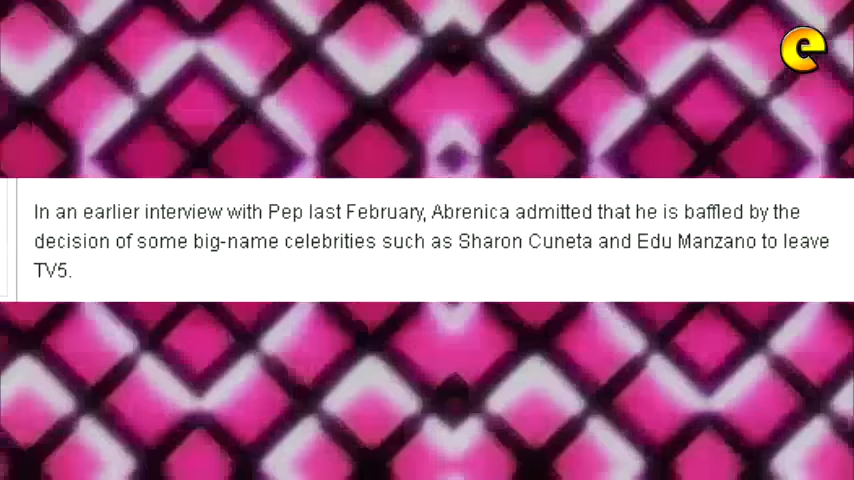 e
In an earlier interview with Pep last February, Abrenica admitted that he is baffled by the
decision of some big-name celebrities such as Sharon Cuneta and Edu Manzano to leave
TV5.